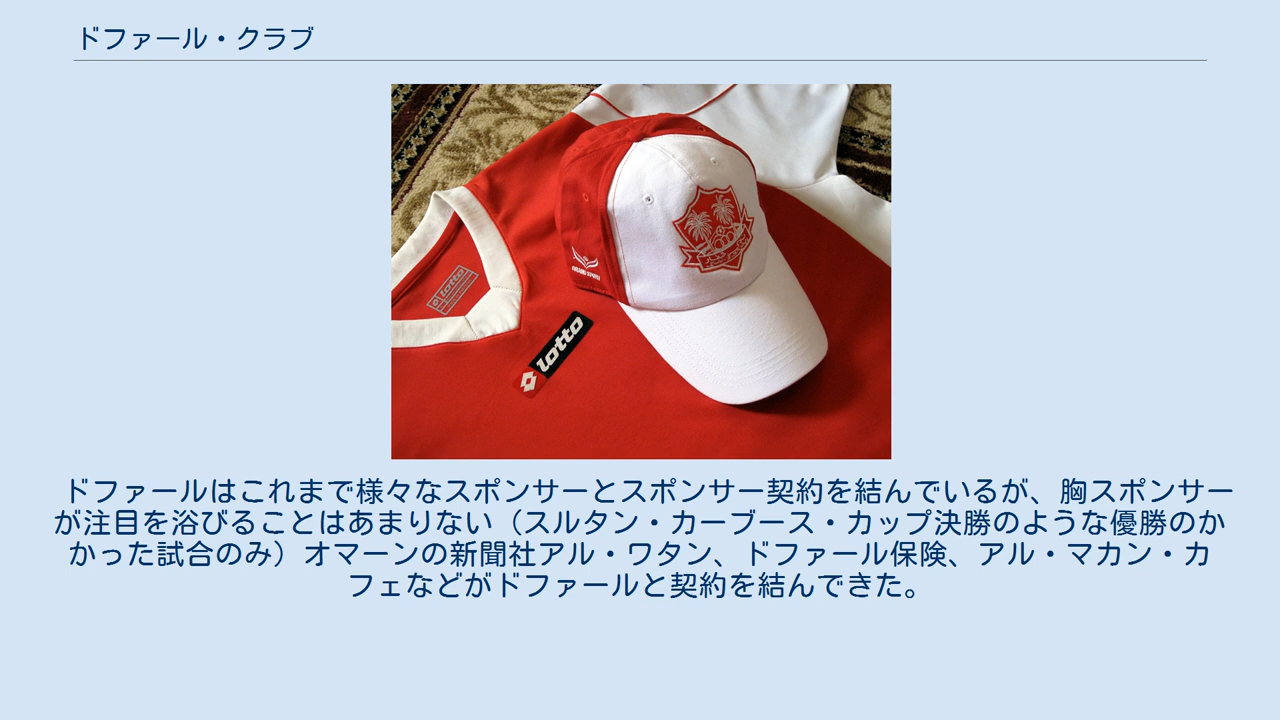 ドファール・クラブ
lotto
GRAND SPORT
lotto
ドファールはこれまで様々なスポンサーとスポンサー契約を結んでいるが、胸スポンサー
が注目を浴びることはあまりない（スルタン・カーブース・カップ決勝のような優勝のか
かった試合のみ）オマーンの新聞社アル・ワタン、ドファール保険、アル・マカン・カ
フェなどがドファールと契約を結んできた。